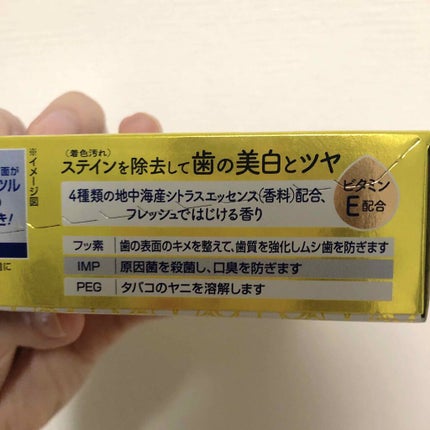 ※イメージ図
面が
ツル
き!
に
(着色汚れ)
ステインを除去して歯の美白とツヤ
4種類の地中海産シトラスエッセンス(香料)配合、
フレッシュではじける香り
ビタミン
E配合
フッ素 歯の表面のキメを整えて、歯質を強化しムシ歯を防ぎます
IMP 原因菌を殺菌し、口臭を防ぎます
PEG タバコのヤニを溶解します